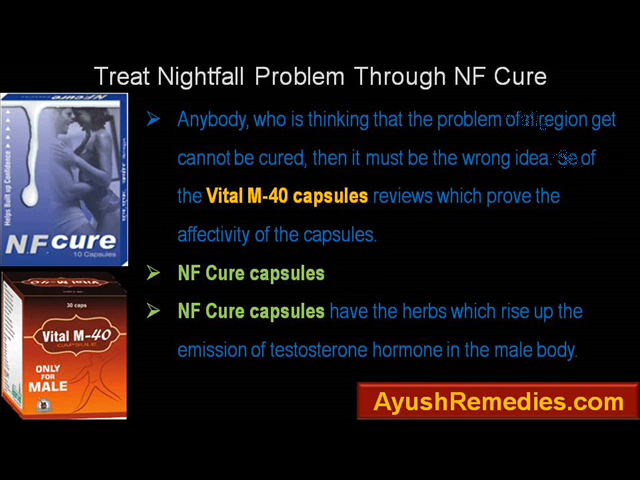 Treat Nightfall Problem Through NF Cure
Anybody, who is thinking that the problem of region get
cannot be cured, then it must be the wrong idea. of
the Vital M-40 capsules reviews which prove the
affectivity of the capsules.
NF Cure capsules
NF Cure capsules have the herbs which rise up the
emission of testosterone hormone in the male body.
NF cure
Helps Built up Confidence
NF cure
10 Capsules
30 caps
Vital M-40
CAPSULE
ONLY
FOR
MALE
AyushRemedies.com